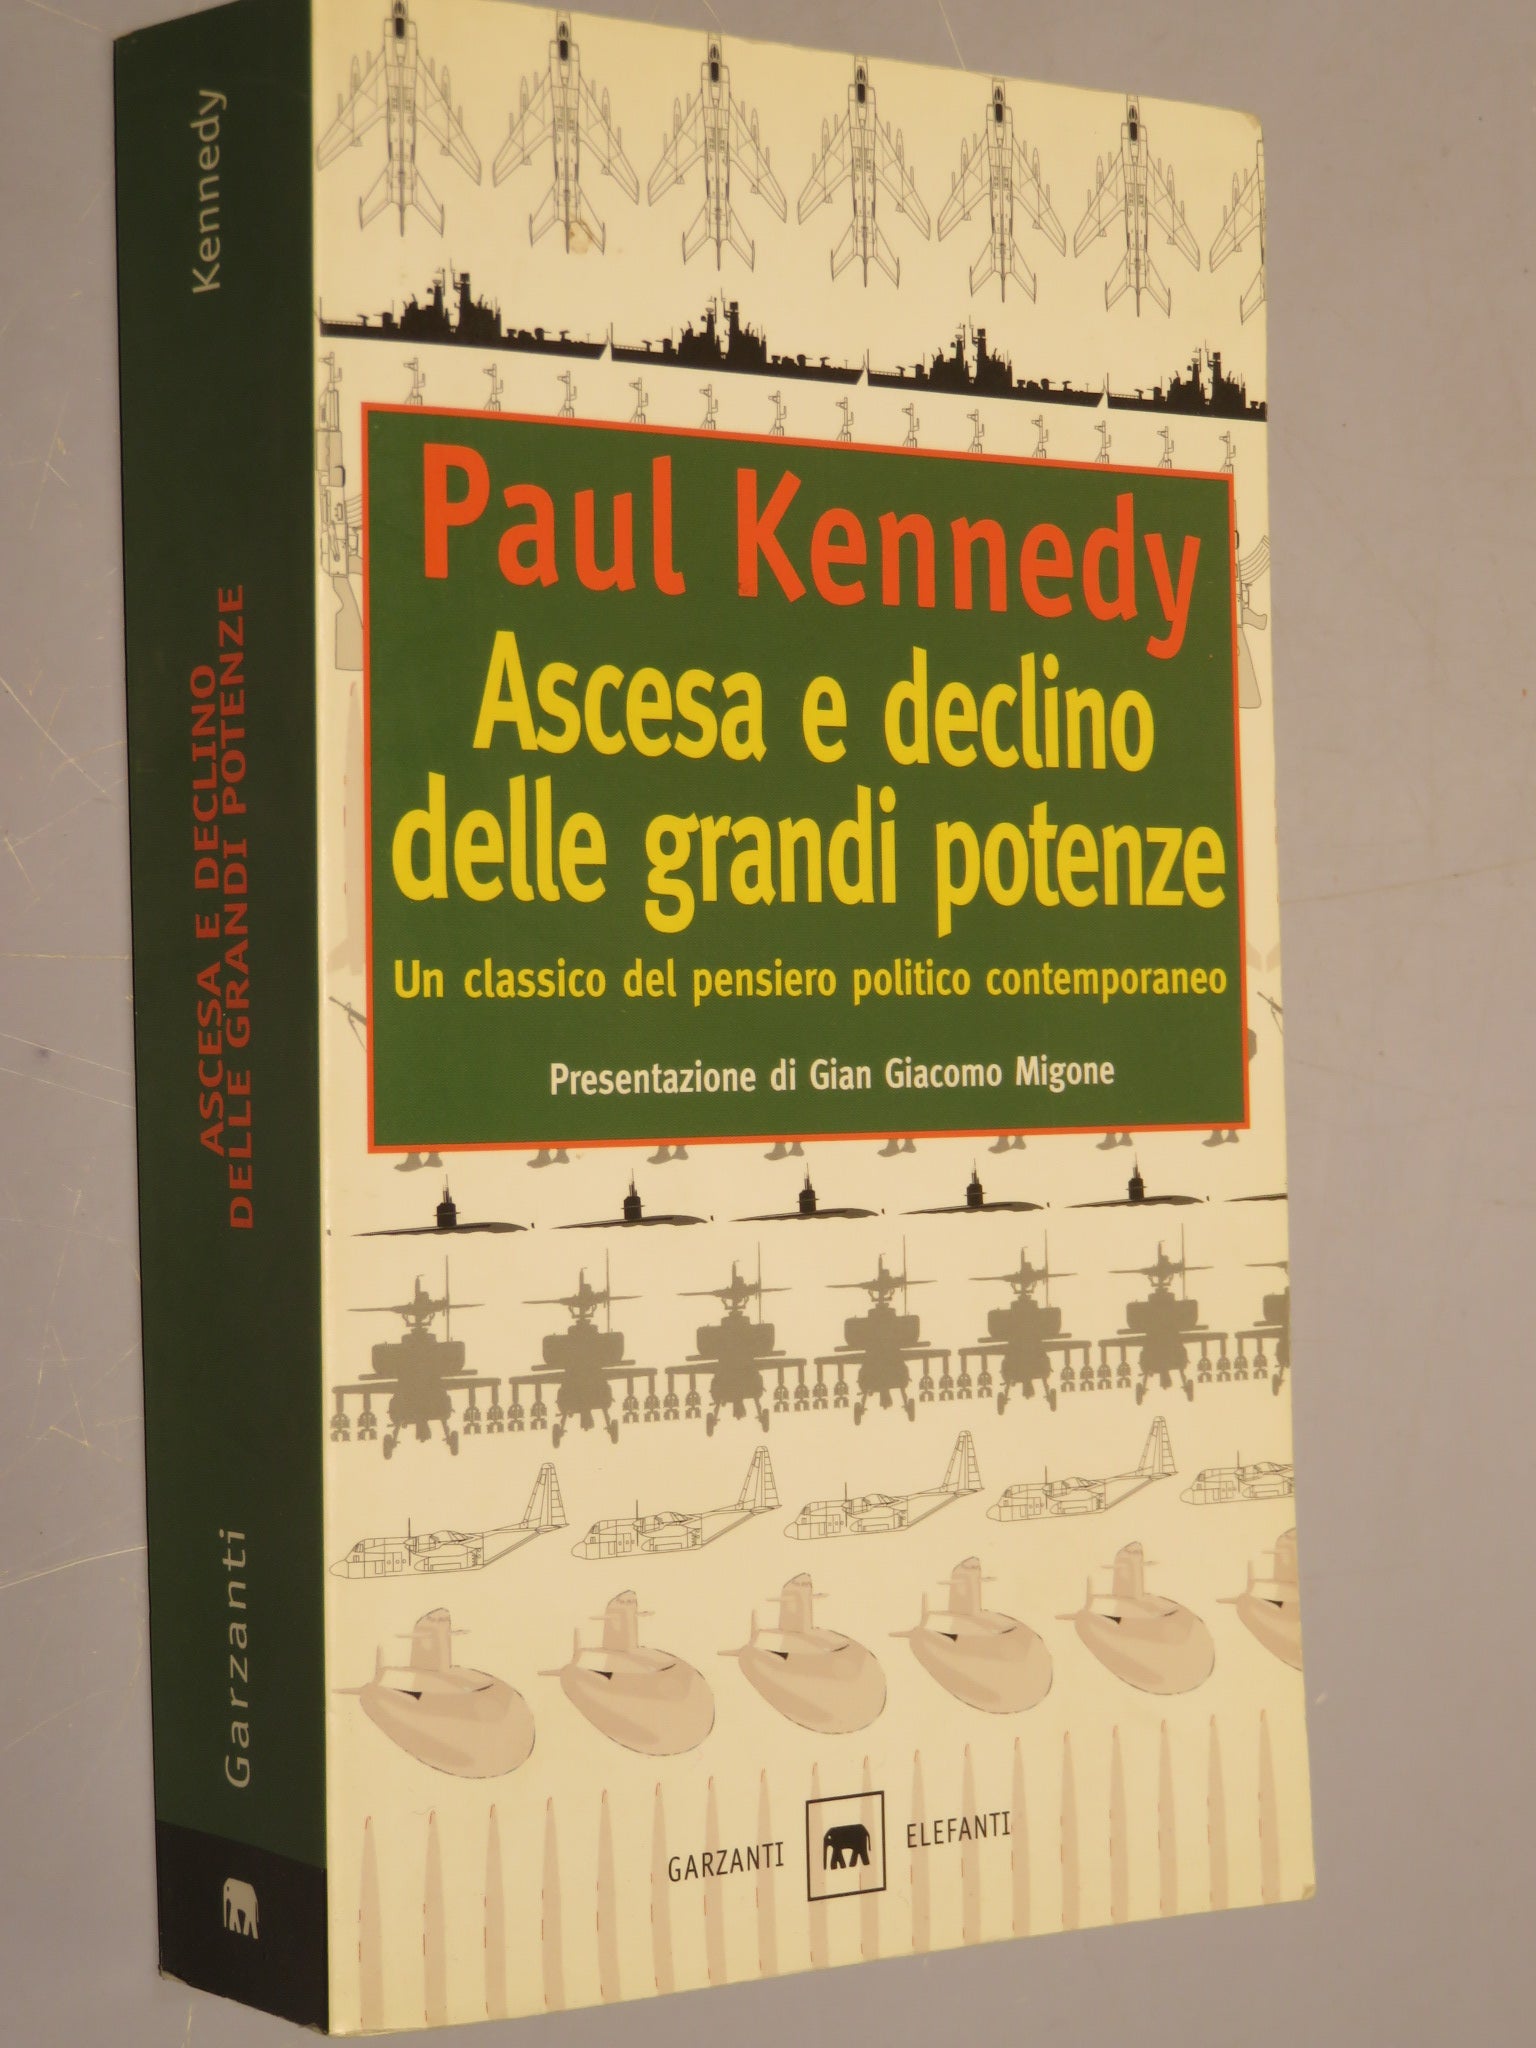 Kennedy
ASCESA E DECLINO
DELLE GRANDI POTENZE
Garzanti
Paul Kennedy
Ascesa e declino
delle grandi potenze
Un classico del pensiero politico contemporaneo
Presentazione di Gian Giacomo Migone
GARZANTI ELEFANTI